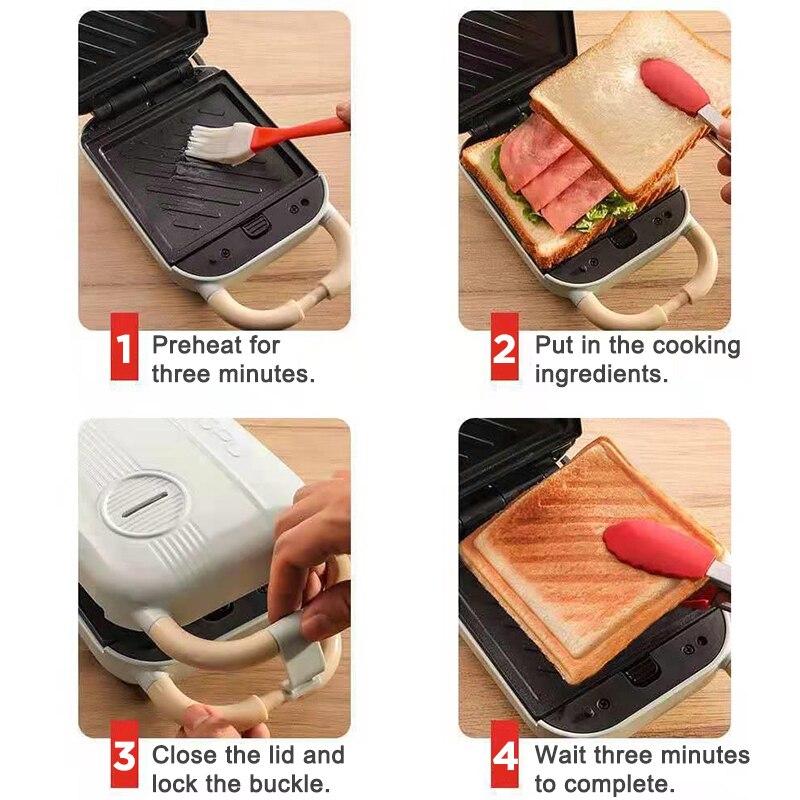 1 Preheat for
three minutes.
2 Put in the cooking
ingredients.
3 Close the lid and
lock the buckle.
4 Wait three minutes
to complete.